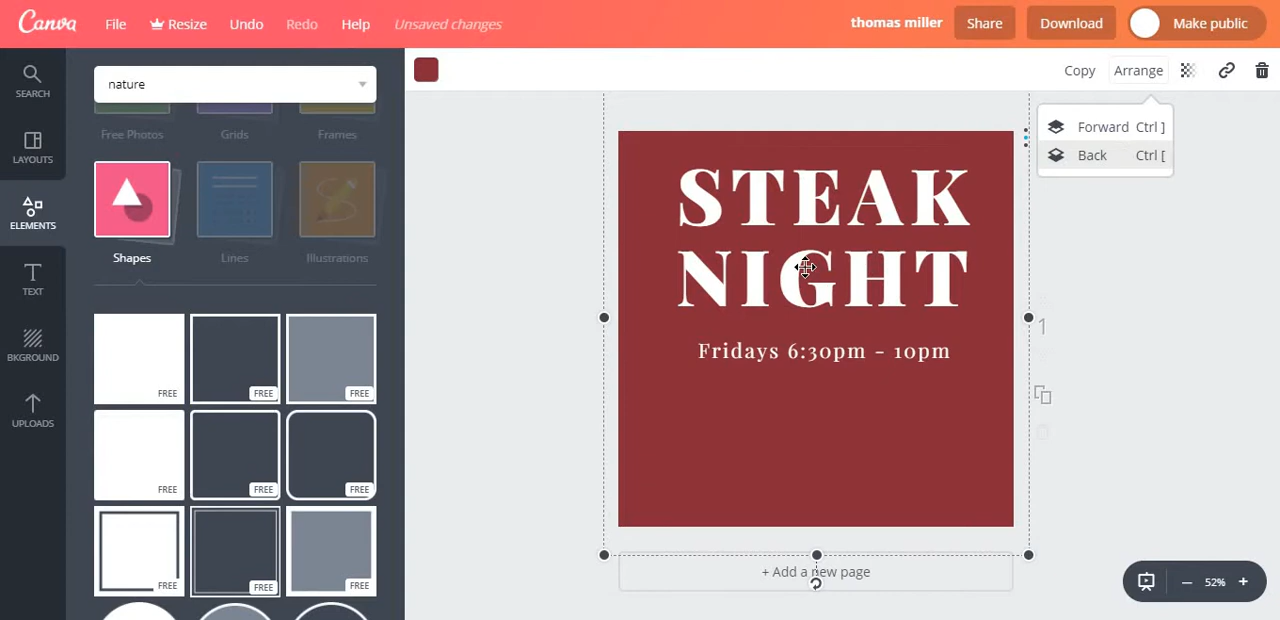 Canva File Resize Undo Redo Help Unsaved changes thomas miller Share Download Make public
SEARCH
LAYOUTS
ELEMENTS
TEXT
BKGROUND
UPLOADS
nature
Free Photos Grids Frames
Shapes Lines Illustrations
FREE FREE FREE
FREE FREE FREE
FREE FREE FREE
Copy Arrange
Forward Ctrl ]
Back Ctrl [
STEAK
NIGHT
Fridays 6:30pm - 10pm
1
+ Add a new page
52%